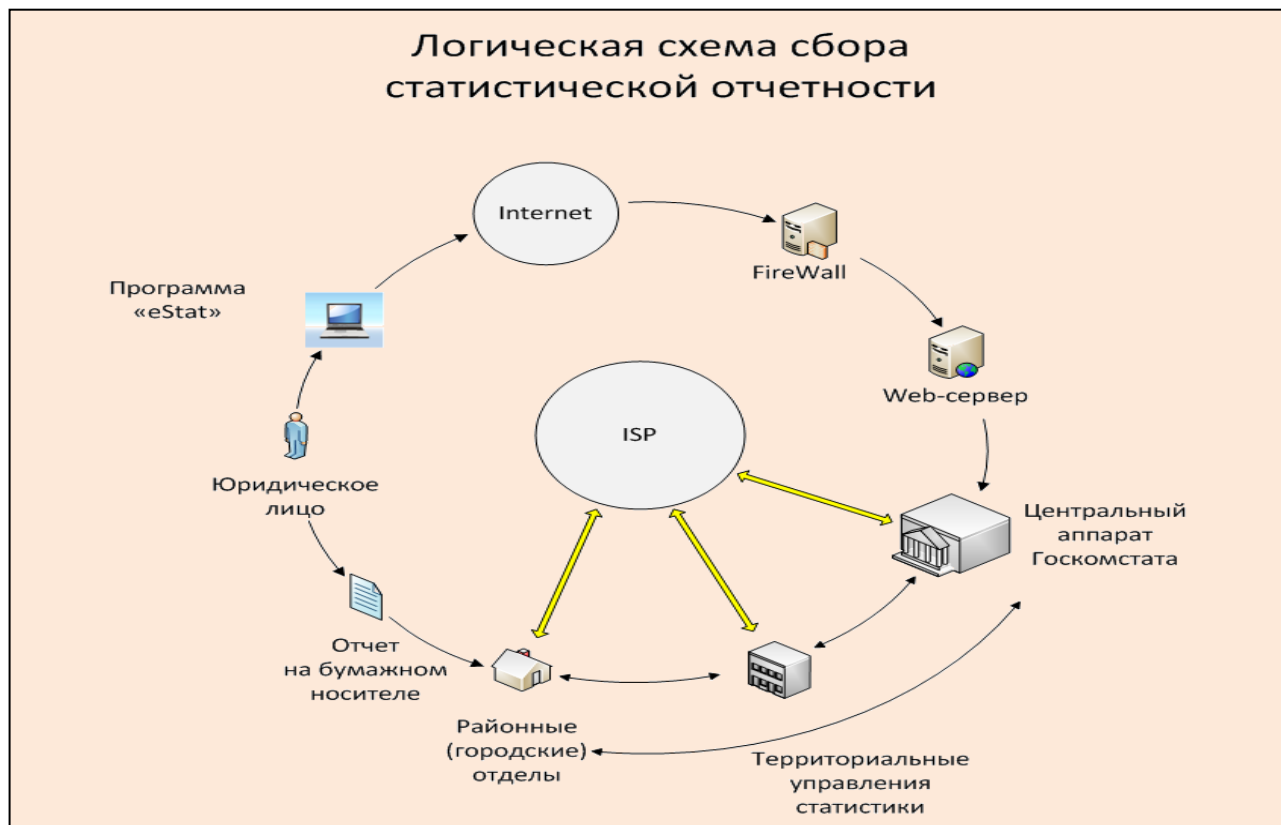 Логическая схема сбора
статистической отчетности
Internet
FireWall
Программа
«eStat»
Web-сервер
ISP
Юридическое
лицо
Центральный
аппарат
Госкомстата
Отчет
на бумажном
носителе
Районные
(городские)
отделы
Территориальные
управления
статистики